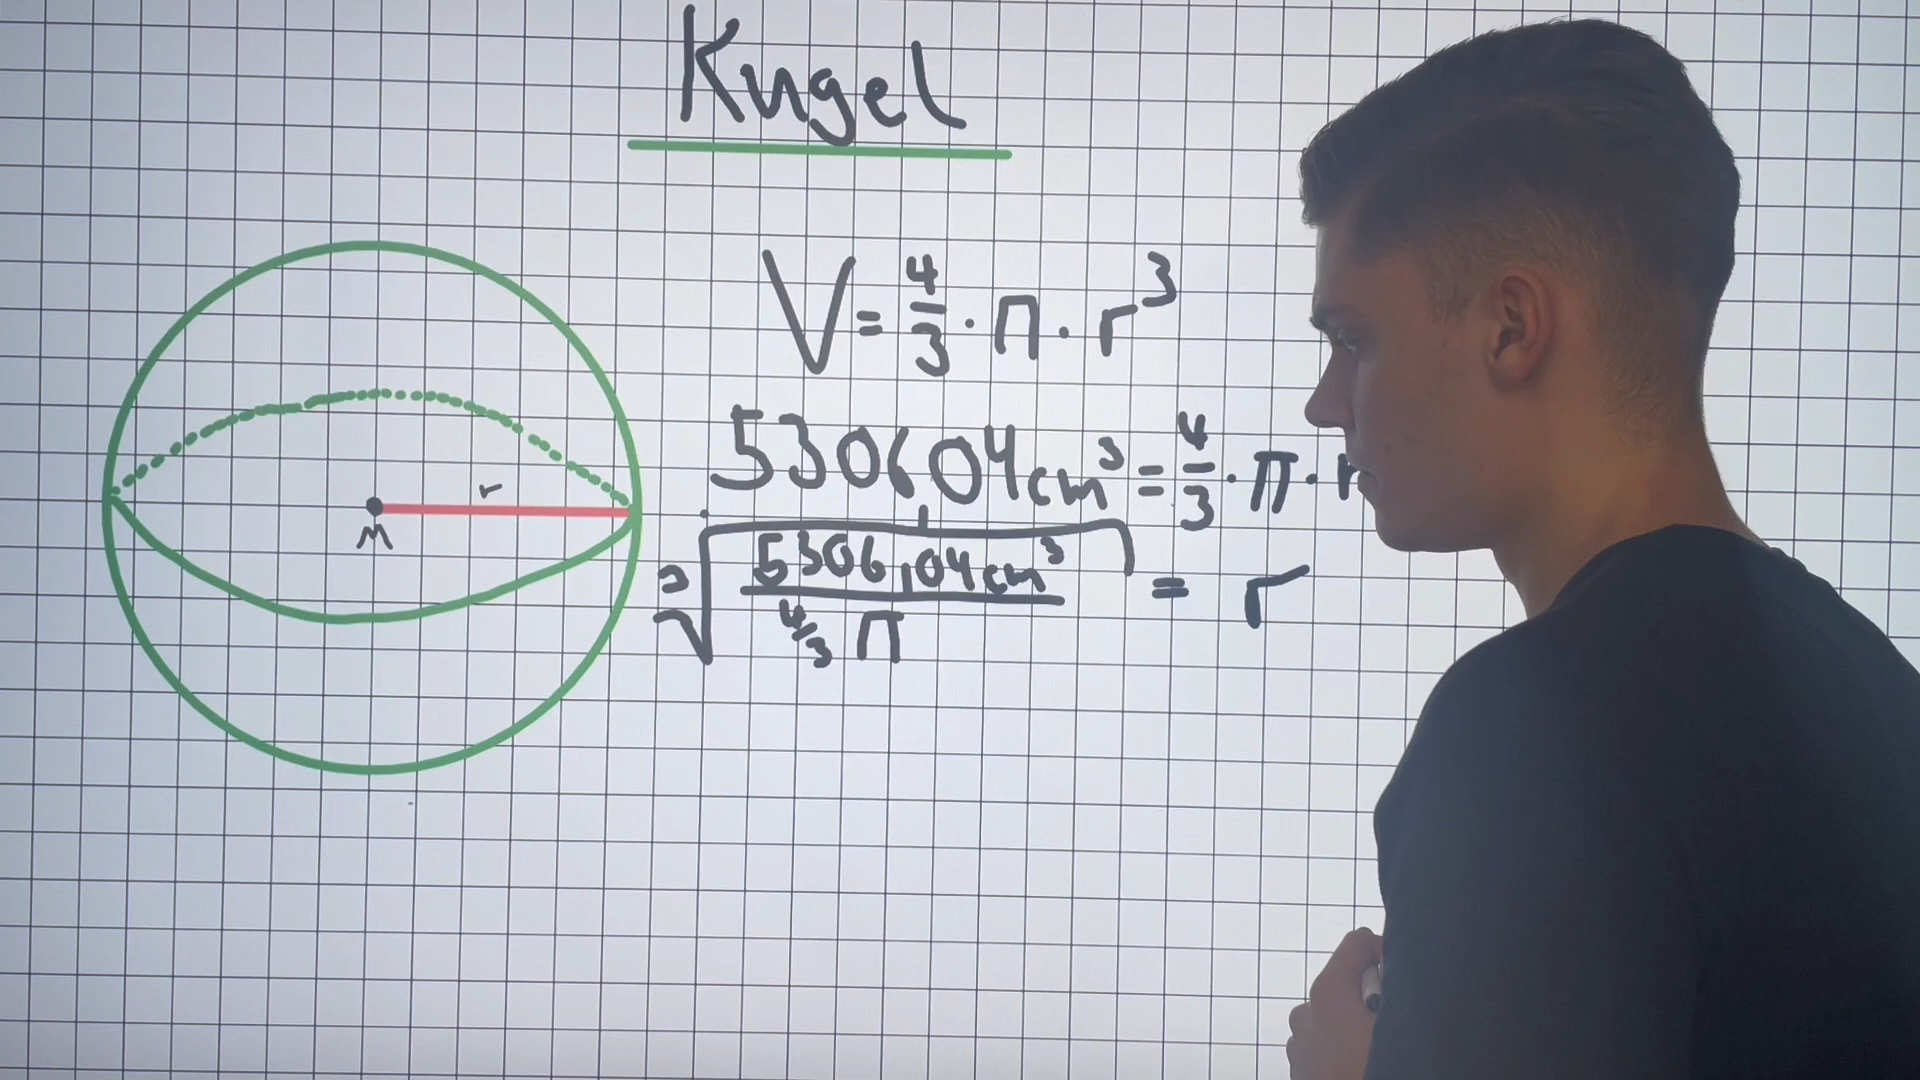 Kugel
V = 4/3 · π · r³
5306,04 cm³ = 4/3 · π · r
³√(5306,04 cm³ / (4/3 π)) = r
r
M